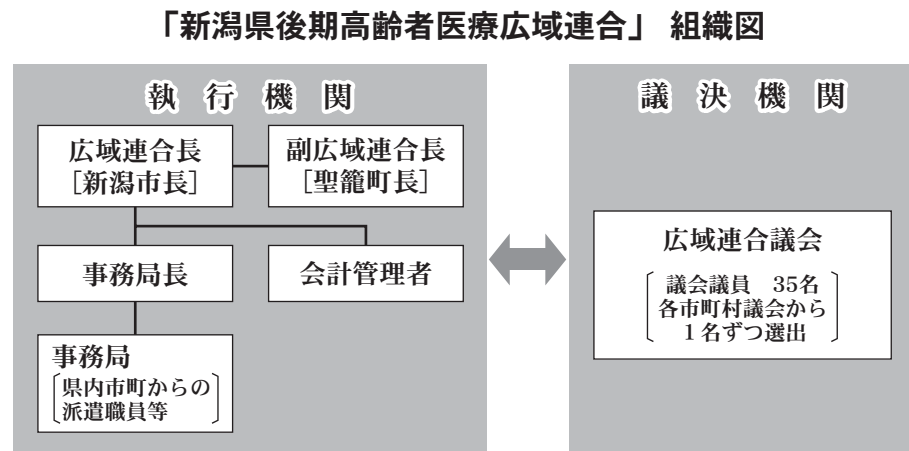 「新潟県後期高齢者医療広域連合」 組織図
執行機関
広域連合長
［新潟市長］
副広域連合長
［聖籠町長］
事務局長
会計管理者
事務局
県内市町からの
派遣職員等
議決機関
広域連合議会
議会議員　35名
各市町村議会から
１名ずつ選出